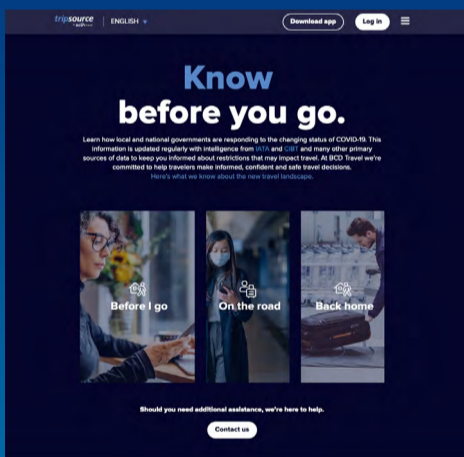 tripsource
ENGLISH
Download app
Log in
Know
before you go.
Learn how local and national governments are responding to the changing status of COVID-19. This
information is updated regularly with intelligence from IATA and CIBT and many other primary
sources of data to keep you informed about restrictions that may impact travel. At BCD Travel we're
committed to help travelers make informed, confident and safe travel decisions.
Here's what we know about the new travel landscape.
Before I go
On the road
Back home
Should you need additional assistance, we're here to help.
Contact us